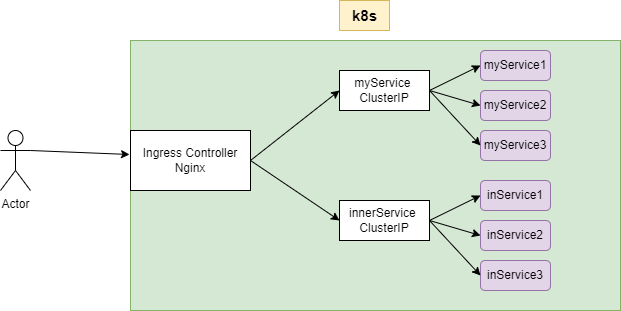 k8s
myService1
myService
ClusterIP
myService2
myService3
Ingress Controller
Nginx
Actor
inService1
innerService
ClusterIP
inService2
inService3